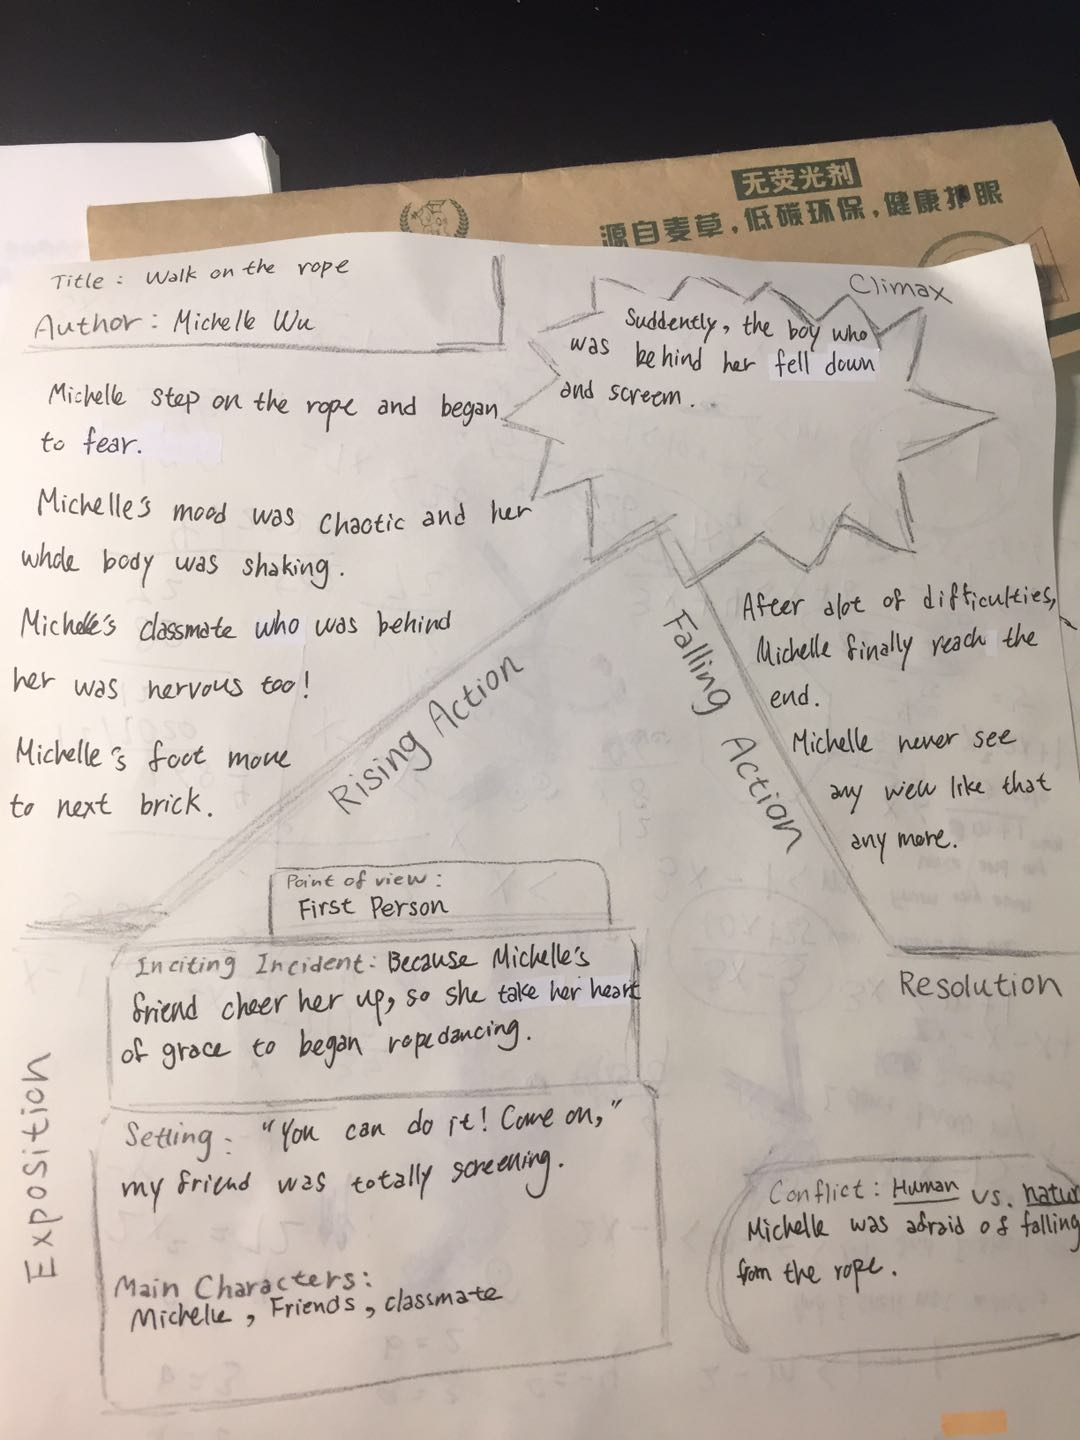 无荧光剂
源自麦草，低碳环保，健康护眼
Title: Walk on the rope
Author: Michelle Wu
Michelle step on the rope and began
to fear.
Michelle's mood was chaotic and her
whole body was shaking.
Michelle's classmate who was behind
her was nervous too!
Michelle's foot move
to next brick.
Rising Action
Climax
Suddenly, the boy who
was behind her fell down
and screem...
Falling Action
After alot of difficulties,
Michelle finally reach the
end.
Michelle never see
any well like that
any more.
Resolution
Point of view:
First Person
Inciting Incident: Because Michelle's
friend cheer her up, so she take her heart
of grace to began ropedancing.
Exposition
Setting: "You can do it! Come on,"
my friend was totally screening.
Main Characters:
Michelle, Friends, classmate
Conflict: Human vs. natur
Michelle was afraid of falling
from the rope.